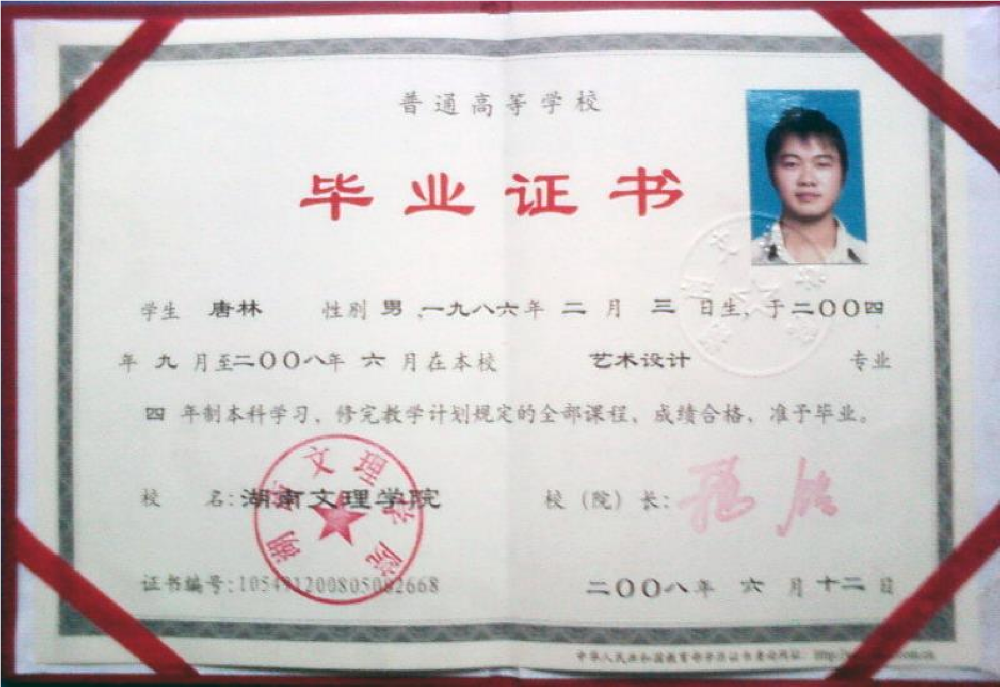 普通高等学校
毕业证书
学生 唐林 性别 男 、一九八六年 二 月 三 日生，于二〇〇四
年 九 月至二〇〇八年 六 月在本校 艺术设计 专业
四 年制本科学习，修完教学计划规定的全部课程，成绩合格，准予毕业。
校 名：湖南文理学院
湖南文理学院
校（院）长：
证书编号：
二〇〇八年 六 月 十二 日
中华人民共和国教育部学历证书查询网址